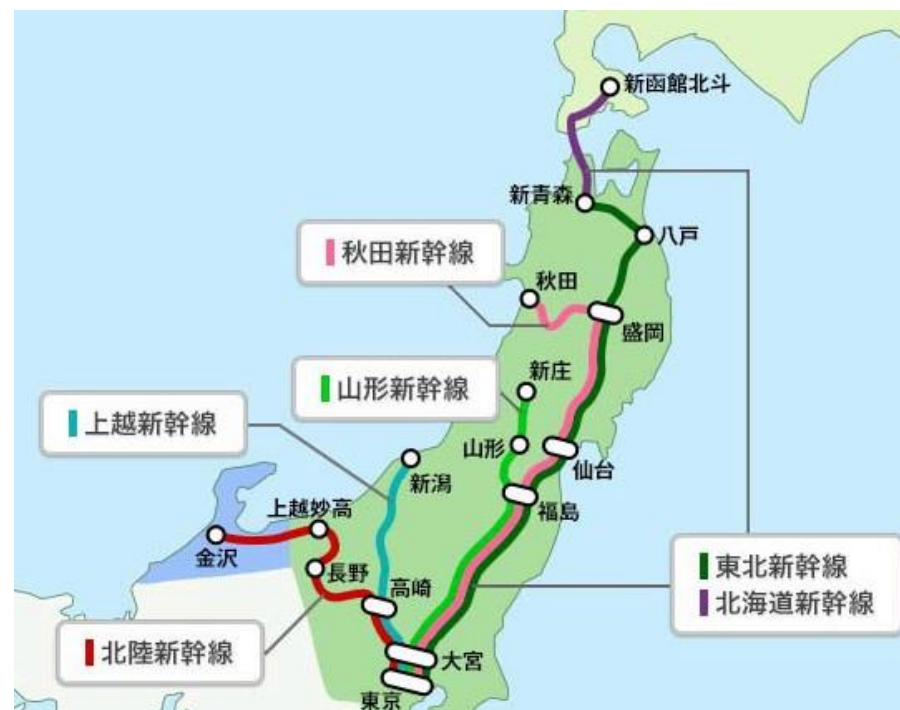 新函館北斗
新青森
八戸
秋田新幹線
秋田
盛岡
新庄
山形新幹線
上越新幹線
山形
仙台
新潟
福島
上越妙高
金沢
長野
高崎
東北新幹線
北海道新幹線
北陸新幹線
大宮
東京